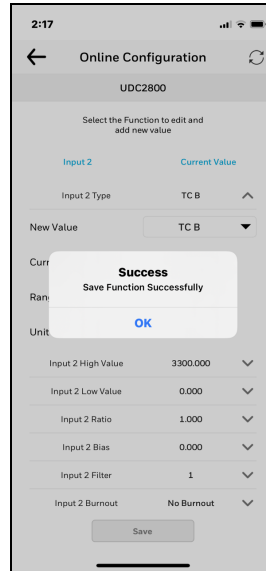 2:17
Online Configuration
UDC2800
Select the Function to edit and
add new value
Input 2 Current Value
Input 2 Type TC B
New Value TC B
Curr
Success
Save Function Successfully
Ran
OK
Unit
Input 2 High Value 3300.000
Input 2 Low Value 0.000
Input 2 Ratio 1.000
Input 2 Bias 0.000
Input 2 Filter 1
Input 2 Burnout No Burnout
Save